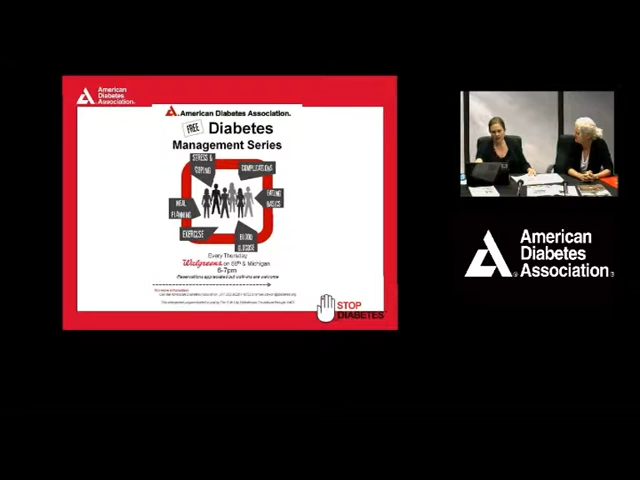 American
Diabetes
Association.
American Diabetes Association.
FREE Diabetes
Management Series
STRESS &
COPING
COMPLICATIONS
EATING
BASICS
MEAL
PLANNING
EXERCISE
BLOOD
GLUCOSE
Every Thursday
Walgreens on & Michigan
6-7pm
Reservations appreciated but walk-ins are welcome
STOP
DIABETES
American
Diabetes
Association.